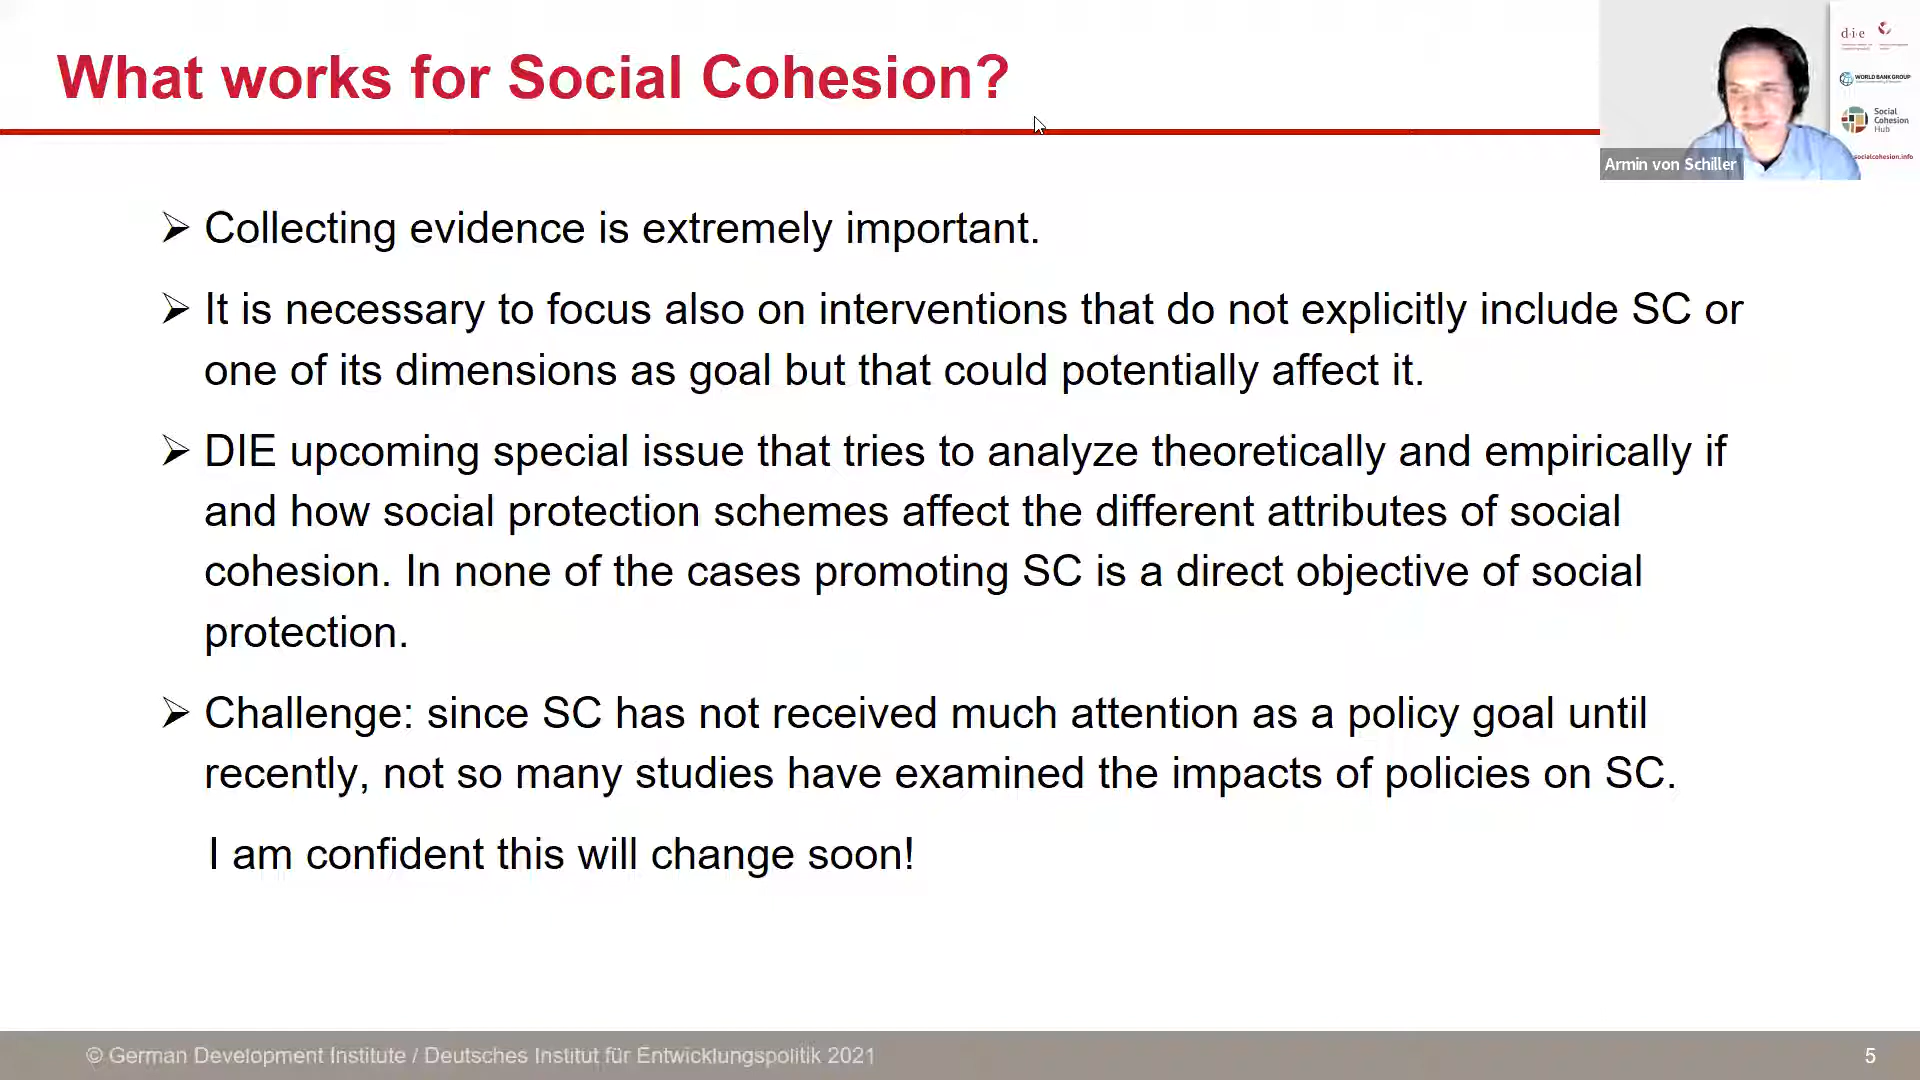 What works for Social Cohesion?
d·i·e
WORLD BANK GROUP
Social
Cohesion
Hub
socialcohesion.info
Armin von Schiller
➢ Collecting evidence is extremely important.
➢ It is necessary to focus also on interventions that do not explicitly include SC or
one of its dimensions as goal but that could potentially affect it.
➢ DIE upcoming special issue that tries to analyze theoretically and empirically if
and how social protection schemes affect the different attributes of social
cohesion. In none of the cases promoting SC is a direct objective of social
protection.
➢ Challenge: since SC has not received much attention as a policy goal until
recently, not so many studies have examined the impacts of policies on SC.
I am confident this will change soon!
© German Development Institute / Deutsches Institut für Entwicklungspolitik 2021
5